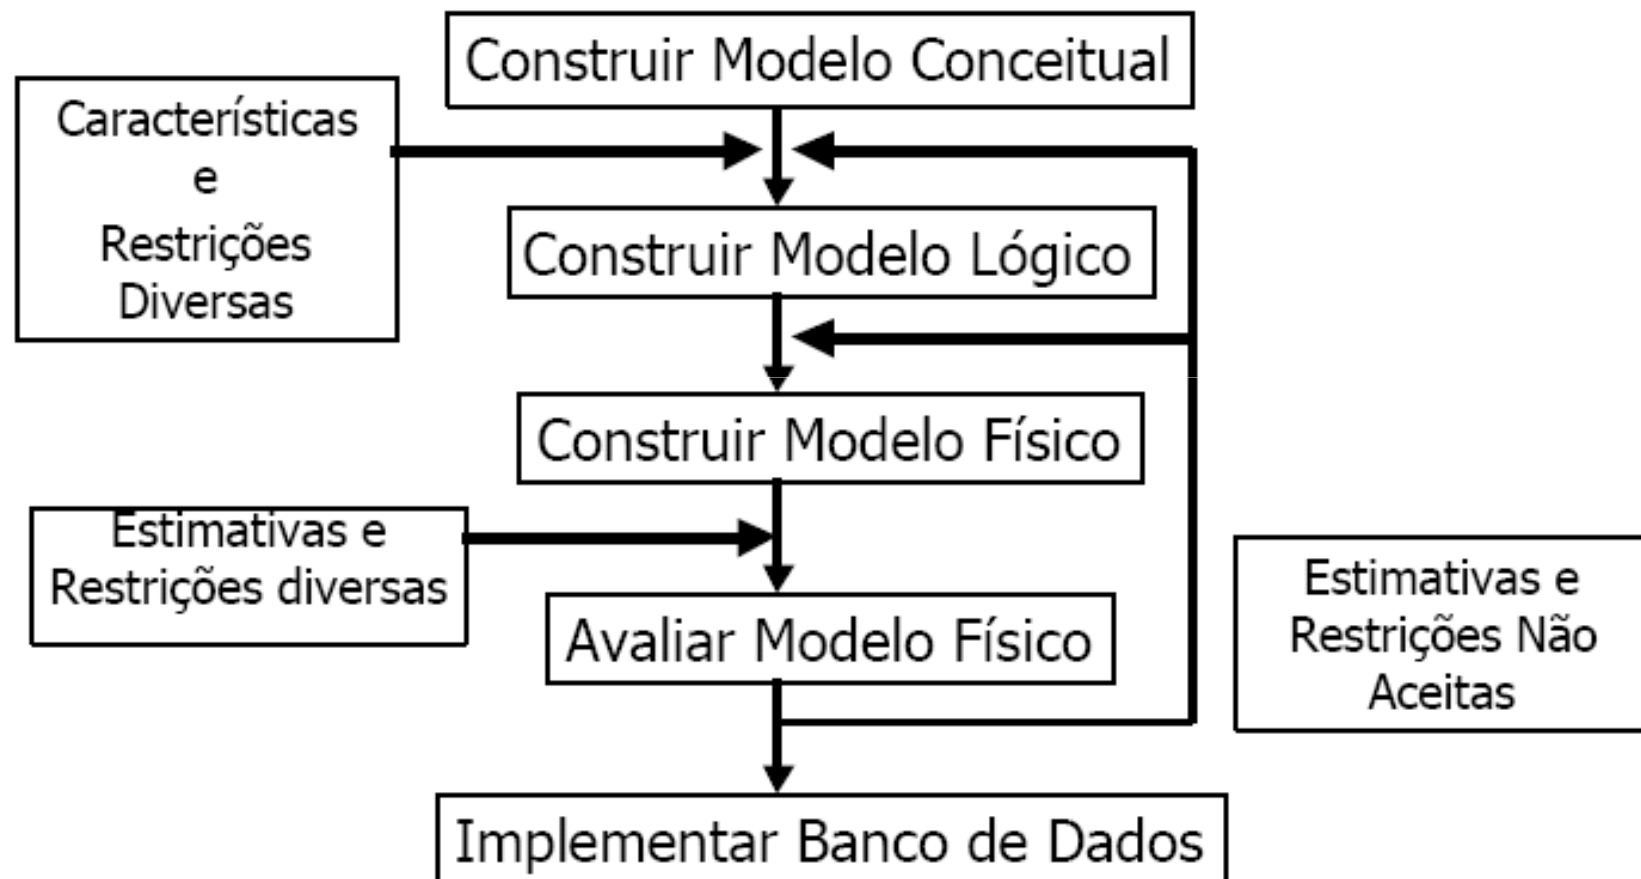 Construir Modelo Conceitual
Características
e
Restrições
Diversas
Construir Modelo Lógico
Construir Modelo Físico
Estimativas e
Restrições diversas
Avaliar Modelo Físico
Estimativas e
Restrições Não
Aceitas
Implementar Banco de Dados